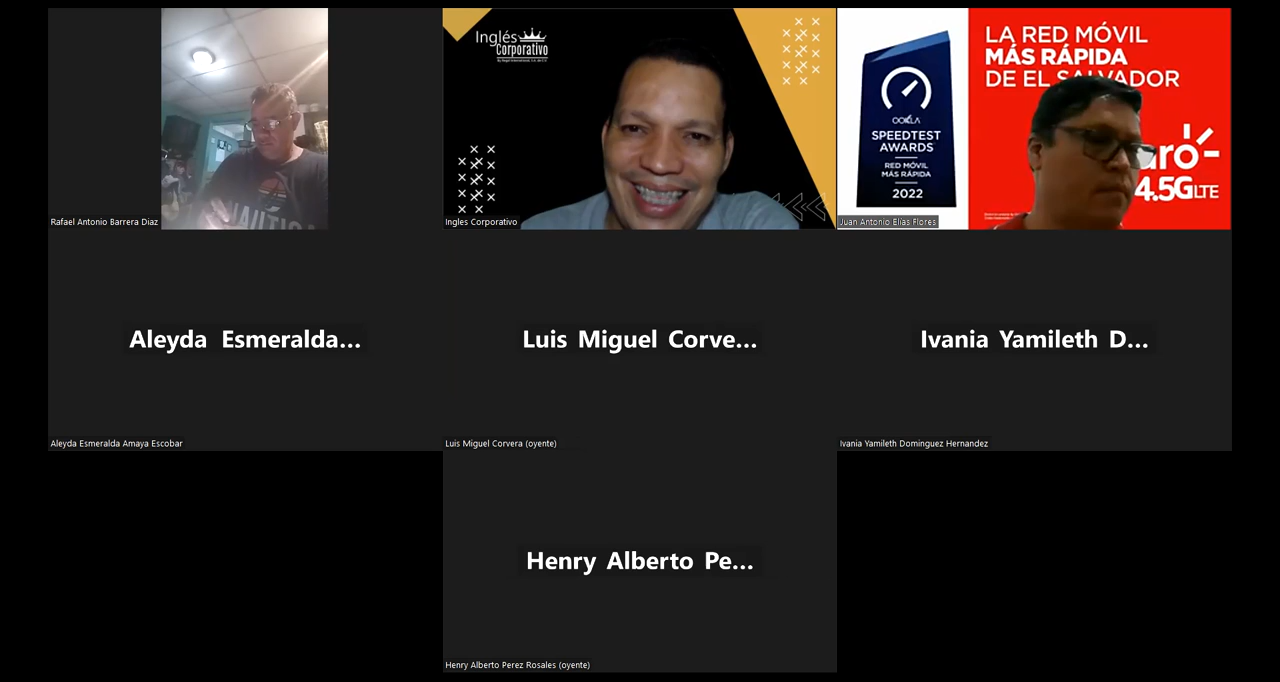 Rafael Antonio Barrera Diaz
Inglés
Corporativo
Ingles Corporativo
LA RED MÓVIL
MÁS RÁPIDA
DE EL SALVADOR
OOKLA
SPEEDTEST
AWARDS
RED MÓVIL
MÁS RÁPIDA
2022
aro
4.5G LTE
Juan Antonio Elías Flores
Aleyda Esmeralda...
Aleyda Esmeralda Amaya Escobar
Luis Miguel Corve...
Luis Miguel Corvera (oyente)
Ivania Yamileth D...
Ivania Yamileth Dominguez Hernandez
Henry Alberto Pe...
Henry Alberto Perez Rosales (oyente)